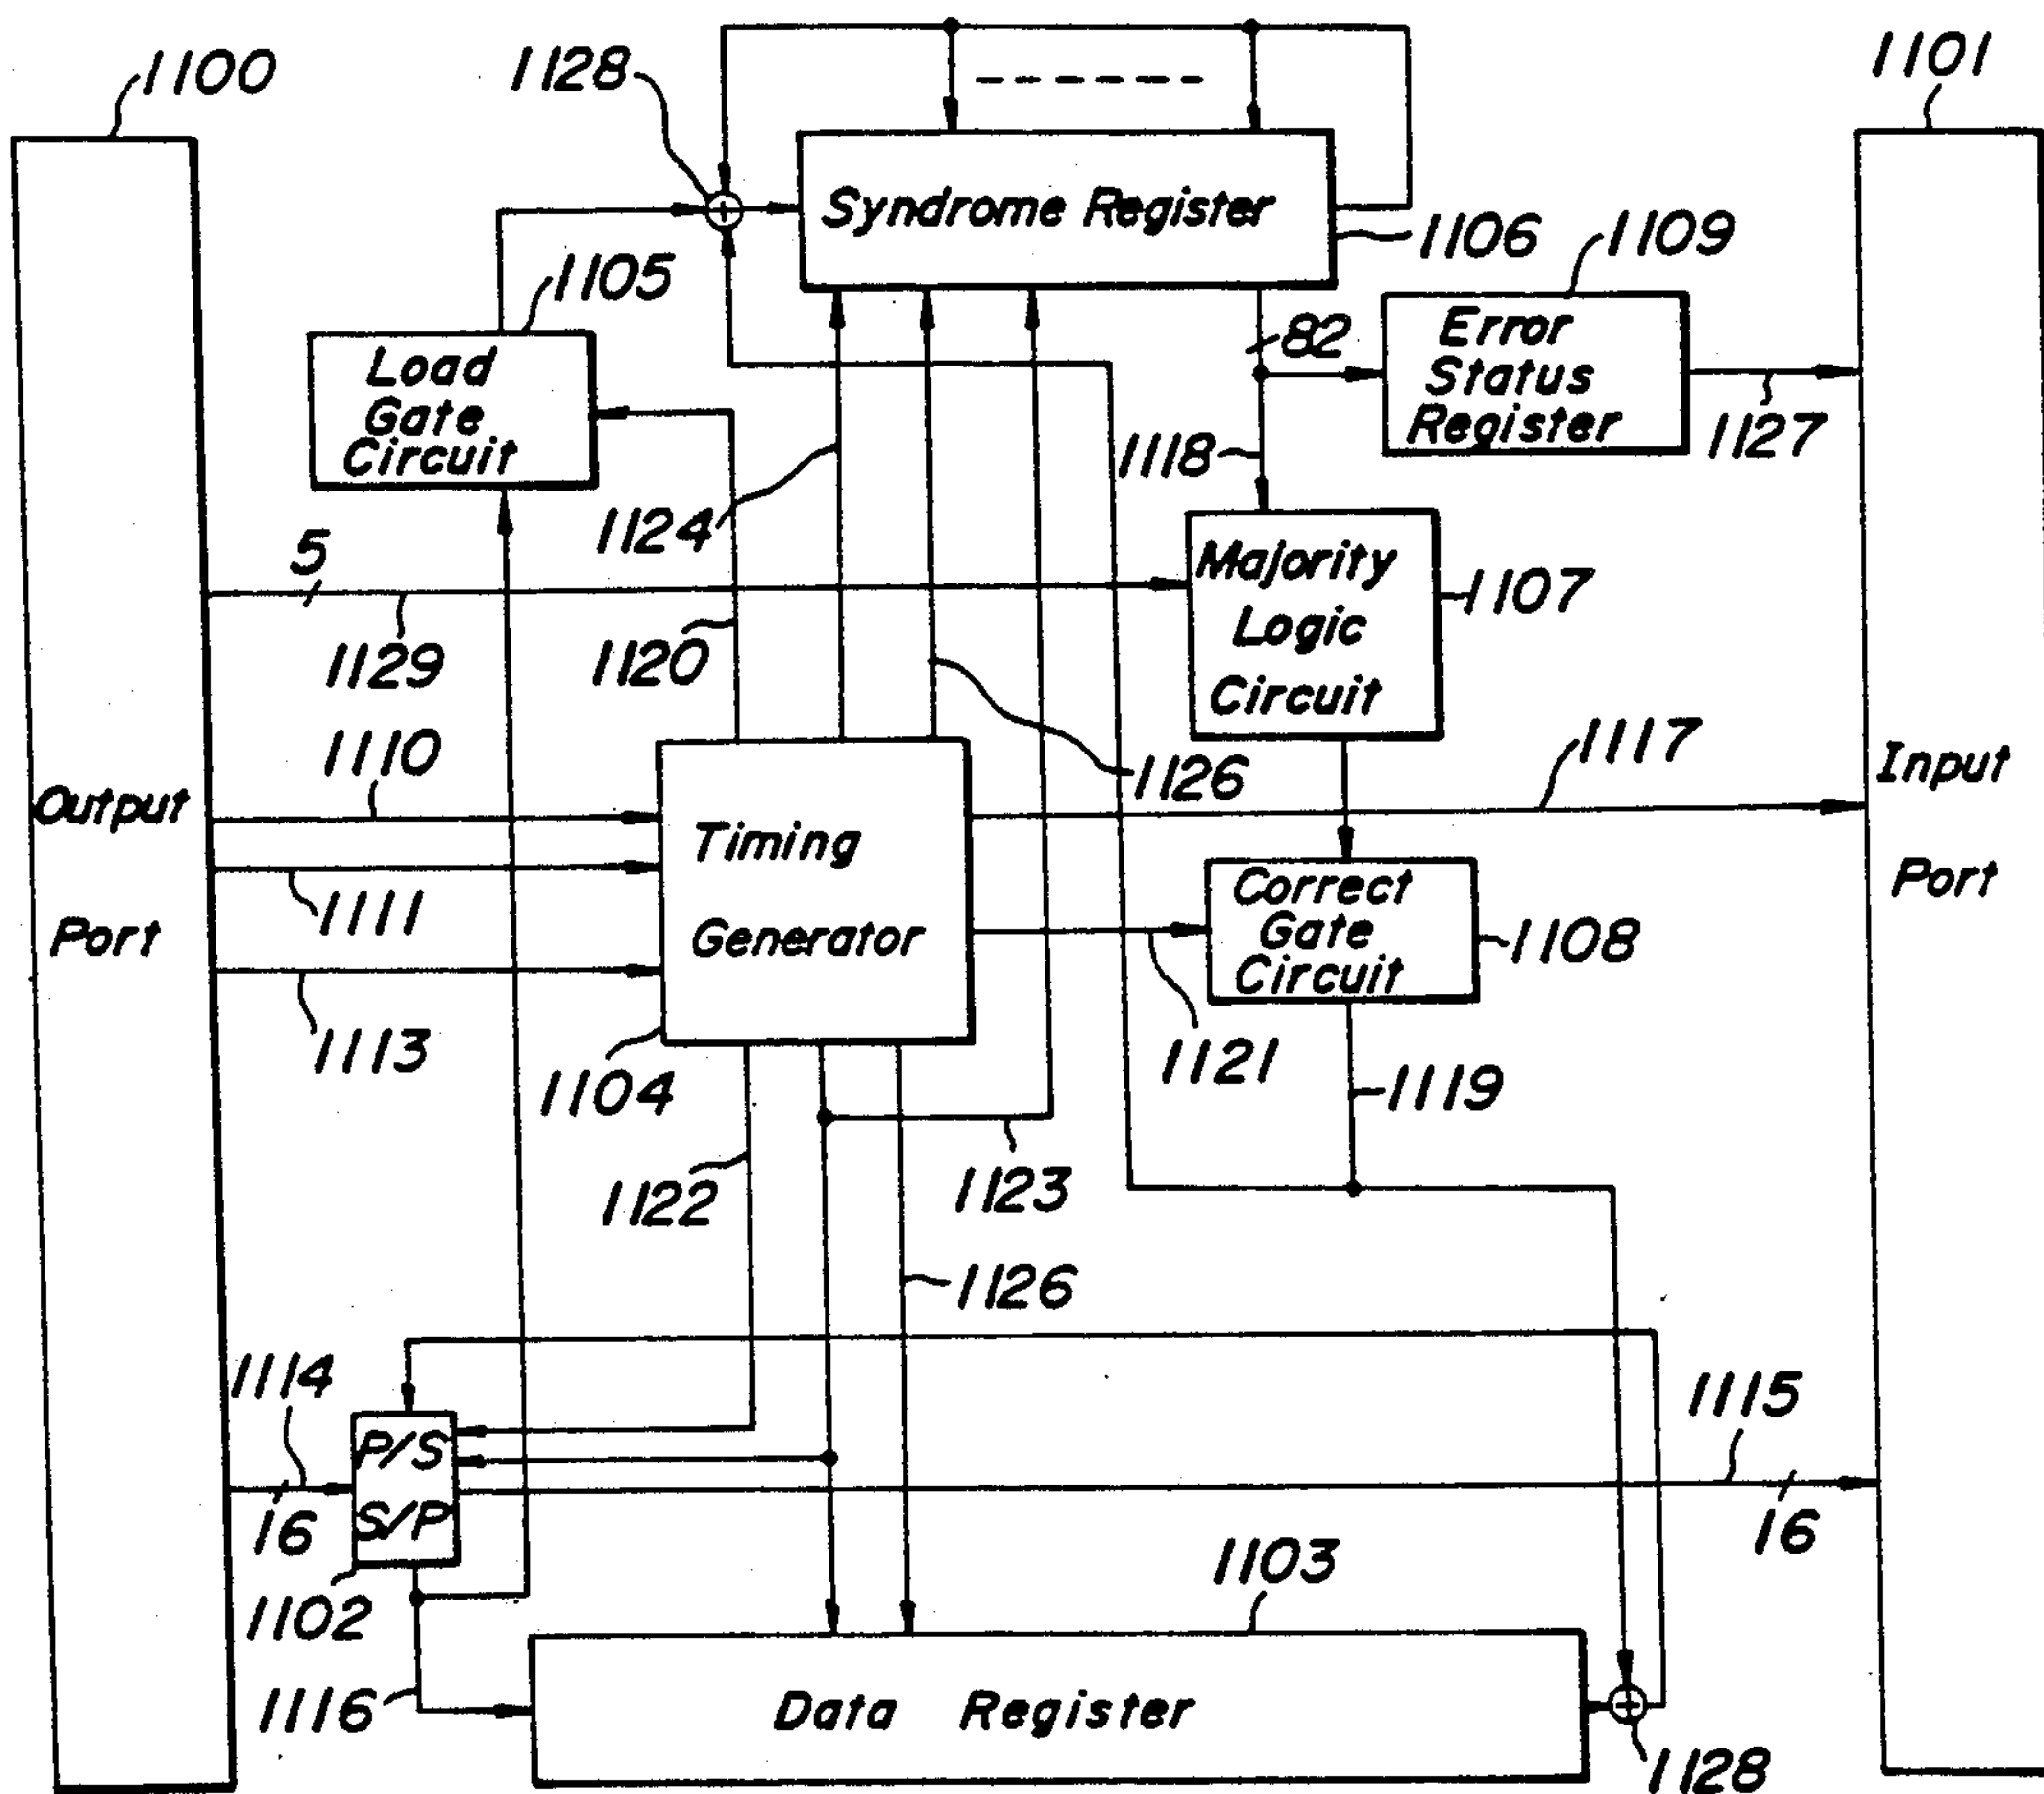 1100
1128
1101
Syndrome Register
1106
1109
1105
Load
Gate
Circuit
82
Error
Status
Register
1127
1118
1124
5
1129
1120
Majority
Logic
Circuit
1107
1110
1126
1117
Output
Port
Timing
Generator
Input
Port
1111
Correct
Gate
Circuit
1108
1113
1104
1121
1119
1122
1123
1126
1114
1115
P/S
S/P
16
16
1102
1103
1116
Data Register
1128